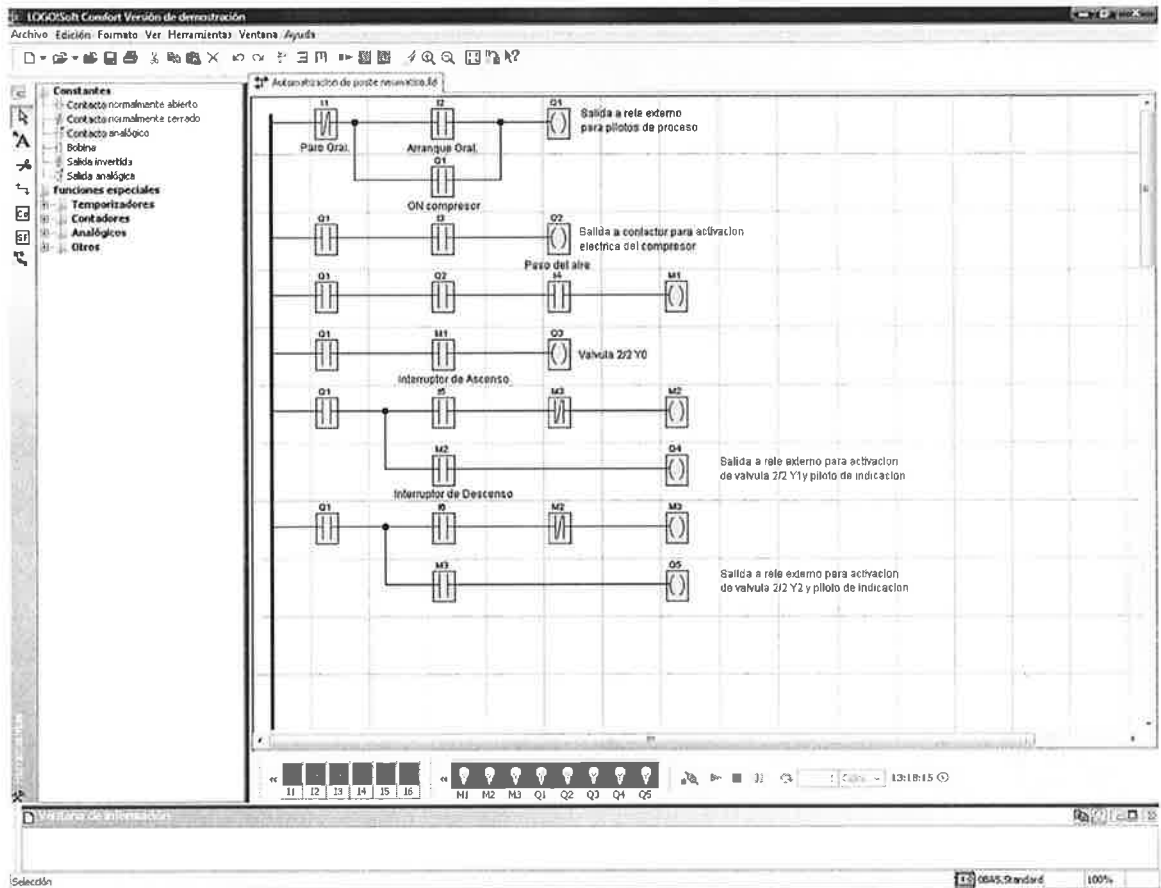 LOGO!Soft Comfort Versión de demostración
Archivo Edición Formato Ver Herramientas Ventana Ayuda
Constantes
Contacto normalmente abierto
Contacto normalmente cerrado
Contacto analógico
Bobina
Salida invertida
Salida analógica
Funciones especiales
Temporizadores
Contadores
Analógicos
Otros
I1 I2 Q1
Salida a rele externo
para pilotos de proceso
Paro Gral. Arranque Gral.
Q1
ON compresor
Q1 I3 Q2
Salida a contactor para activacion
electrica del compresor
Paso del aire
Q1 Q2 I4 M1
Q1 M1 Q3
Valvula 2/2 Y0
Interruptor de Ascenso
Q1 I5 M3 M2
M2 Q4
Salida a rele externo para activacion
de valvula 2/2 Y1y piloto de indicacion
Interruptor de Descenso
Q1 I6 M2 M3
M3 Q5
Salida a rele externo para activacion
de valvula 2/2 Y2 y piloto de indicacion
I1 I2 I3 I4 I5 I6
M1 M2 M3 Q1 Q2 Q3 Q4 Q5
13:18:15
Ventana de información
Selección
0BA5.Standard
100%